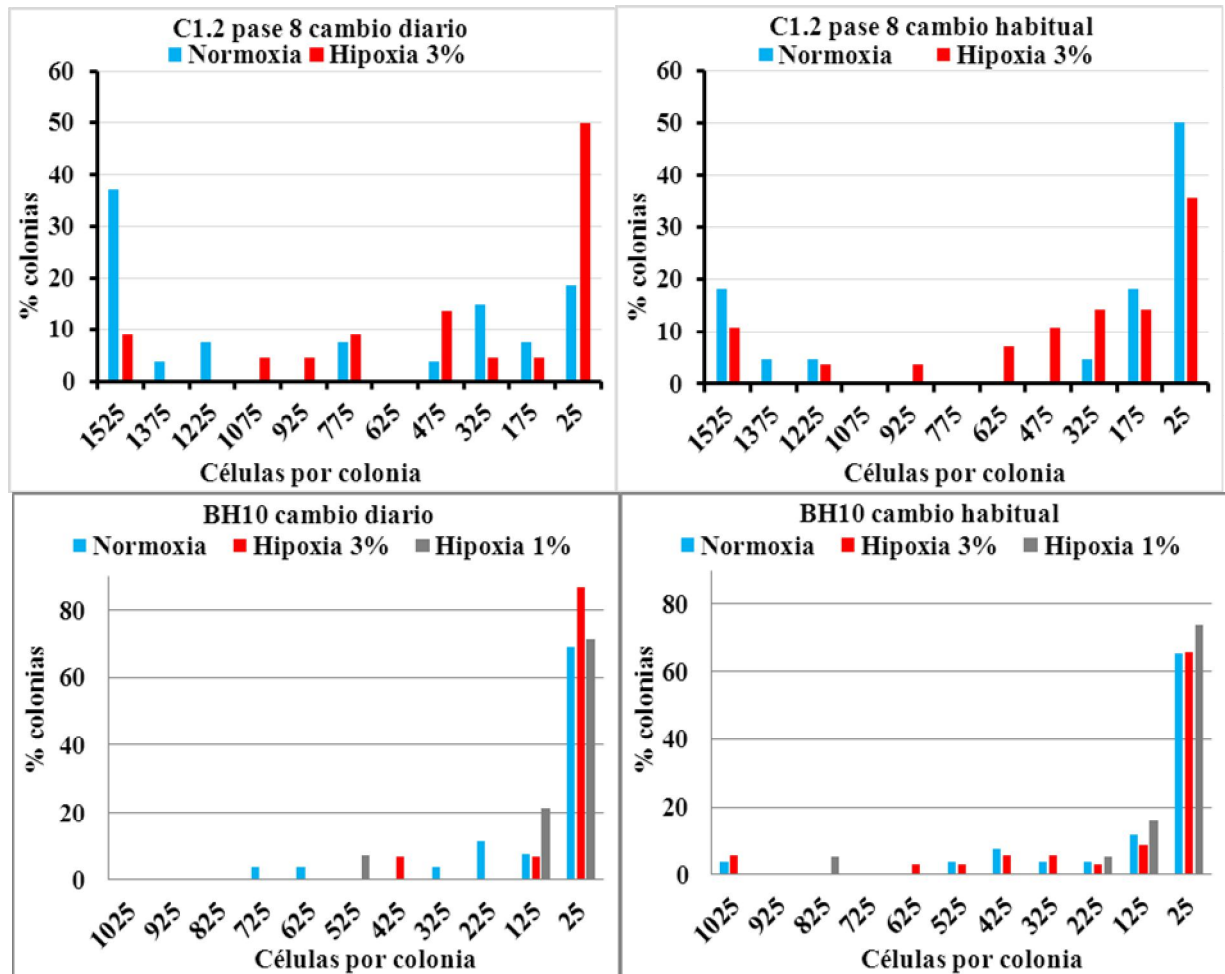 C1.2 pase 8 cambio diario
Normoxia Hipoxia 3%
60
50
40
30
20
10
0
% colonias
1525 1375 1225 1075 925 775 625 475 325 175 25
Células por colonia
C1.2 pase 8 cambio habitual
Normoxia Hipoxia 3%
60
50
40
30
20
10
0
% colonias
1525 1375 1225 1075 925 775 625 475 325 175 25
Células por colonia
BH10 cambio diario
Normoxia Hipoxia 3% Hipoxia 1%
80
60
40
20
0
% colonias
1025 925 825 725 625 525 425 325 225 125 25
Células por colonia
BH10 cambio habitual
Normoxia Hipoxia 3% Hipoxia 1%
80
60
40
20
0
% colonias
1025 925 825 725 625 525 425 325 225 125 25
Células por colonia